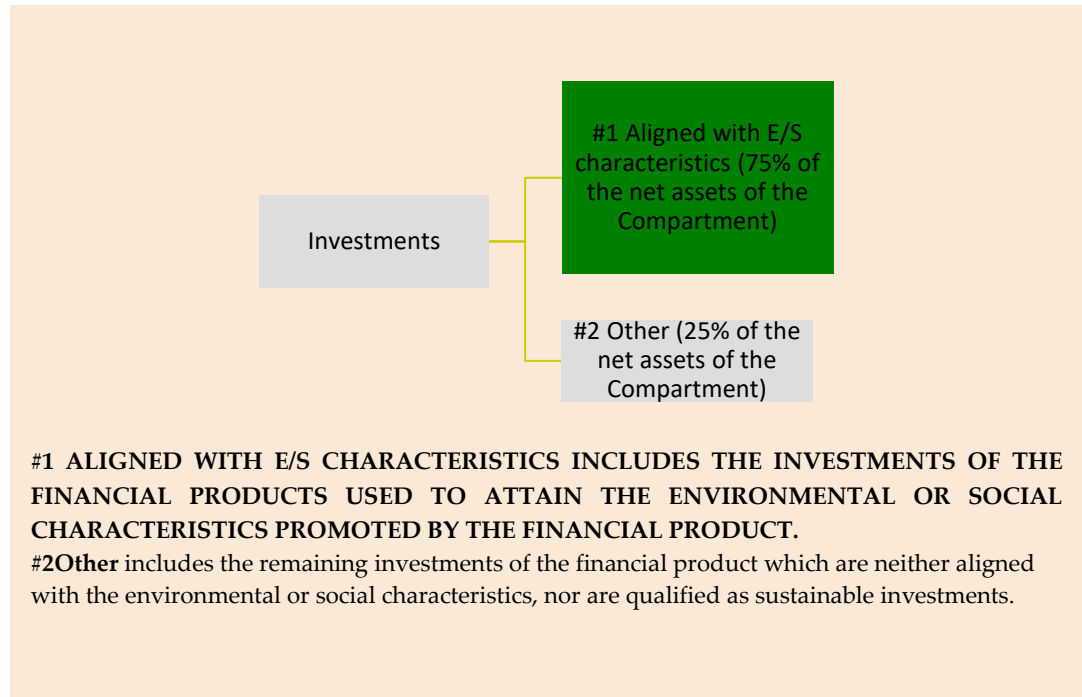 #1 Aligned with E/S
characteristics (75% of
the net assets of the
Compartment)
Investments
#2 Other (25% of the
net assets of the
Compartment)
#1 ALIGNED WITH E/S CHARACTERISTICS INCLUDES THE INVESTMENTS OF THE
FINANCIAL PRODUCTS USED TO ATTAIN THE ENVIRONMENTAL OR SOCIAL
CHARACTERISTICS PROMOTED BY THE FINANCIAL PRODUCT.
#2Other includes the remaining investments of the financial product which are neither aligned
with the environmental or social characteristics, nor are qualified as sustainable investments.